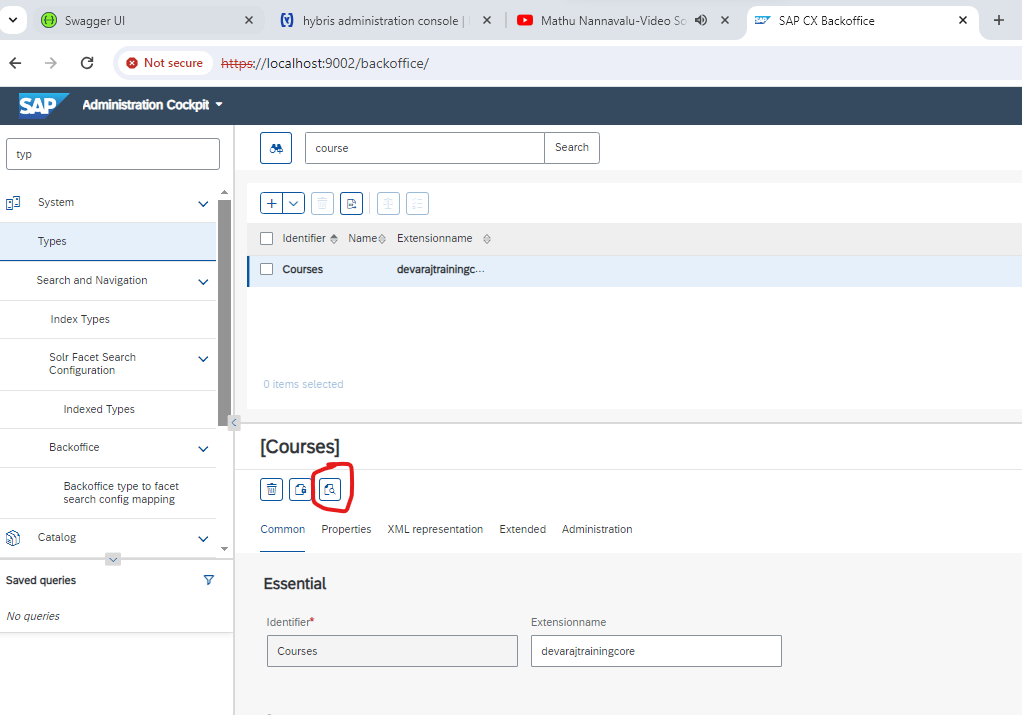 Swagger UI
hybris administration console |
Mathu Nannavalu-Video So
SAP CX Backoffice
Not secure
https://localhost:9002/backoffice/
SAP
Administration Cockpit
typ
System
Types
Search and Navigation
Index Types
Solr Facet Search
Configuration
Indexed Types
Backoffice
Backoffice type to facet
search config mapping
Catalog
Saved queries
No queries
course
Search
Identifier Name Extensionname
Courses devarajtrainingc...
0 items selected
[Courses]
Common Properties XML representation Extended Administration
Essential
Identifier* Extensionname
Courses devarajtrainingcore